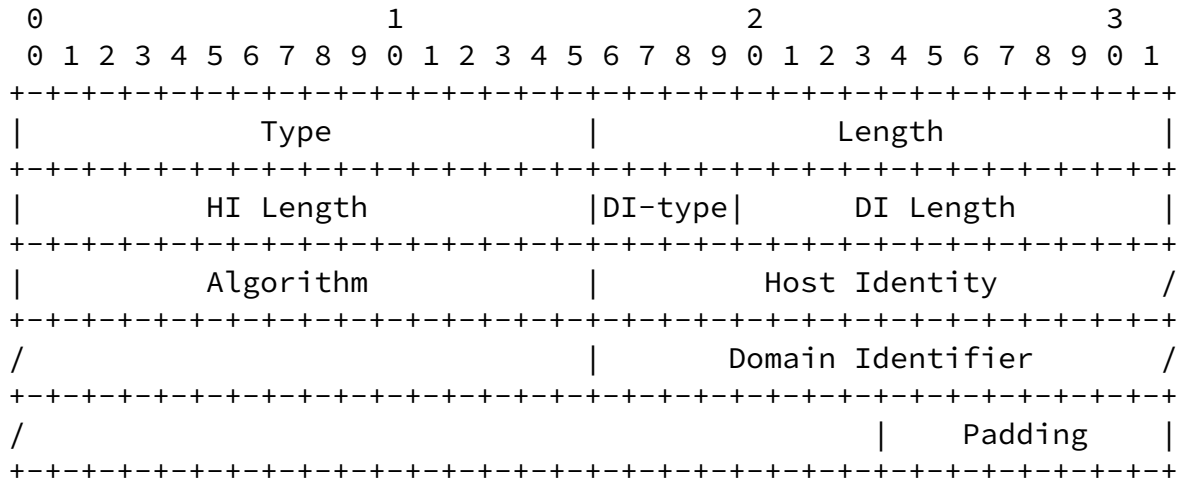 0                   1                   2                   3
 0 1 2 3 4 5 6 7 8 9 0 1 2 3 4 5 6 7 8 9 0 1 2 3 4 5 6 7 8 9 0 1
+-+-+-+-+-+-+-+-+-+-+-+-+-+-+-+-+-+-+-+-+-+-+-+-+-+-+-+-+-+-+-+-+
|             Type              |             Length            |
+-+-+-+-+-+-+-+-+-+-+-+-+-+-+-+-+-+-+-+-+-+-+-+-+-+-+-+-+-+-+-+-+
|          HI Length            |DI-type|      DI Length        |
+-+-+-+-+-+-+-+-+-+-+-+-+-+-+-+-+-+-+-+-+-+-+-+-+-+-+-+-+-+-+-+-+
|          Algorithm            |         Host Identity         /
+-+-+-+-+-+-+-+-+-+-+-+-+-+-+-+-+-+-+-+-+-+-+-+-+-+-+-+-+-+-+-+-+
/                               |       Domain Identifier       /
+-+-+-+-+-+-+-+-+-+-+-+-+-+-+-+-+-+-+-+-+-+-+-+-+-+-+-+-+-+-+-+-+
/                                               |    Padding    |
+-+-+-+-+-+-+-+-+-+-+-+-+-+-+-+-+-+-+-+-+-+-+-+-+-+-+-+-+-+-+-+-+